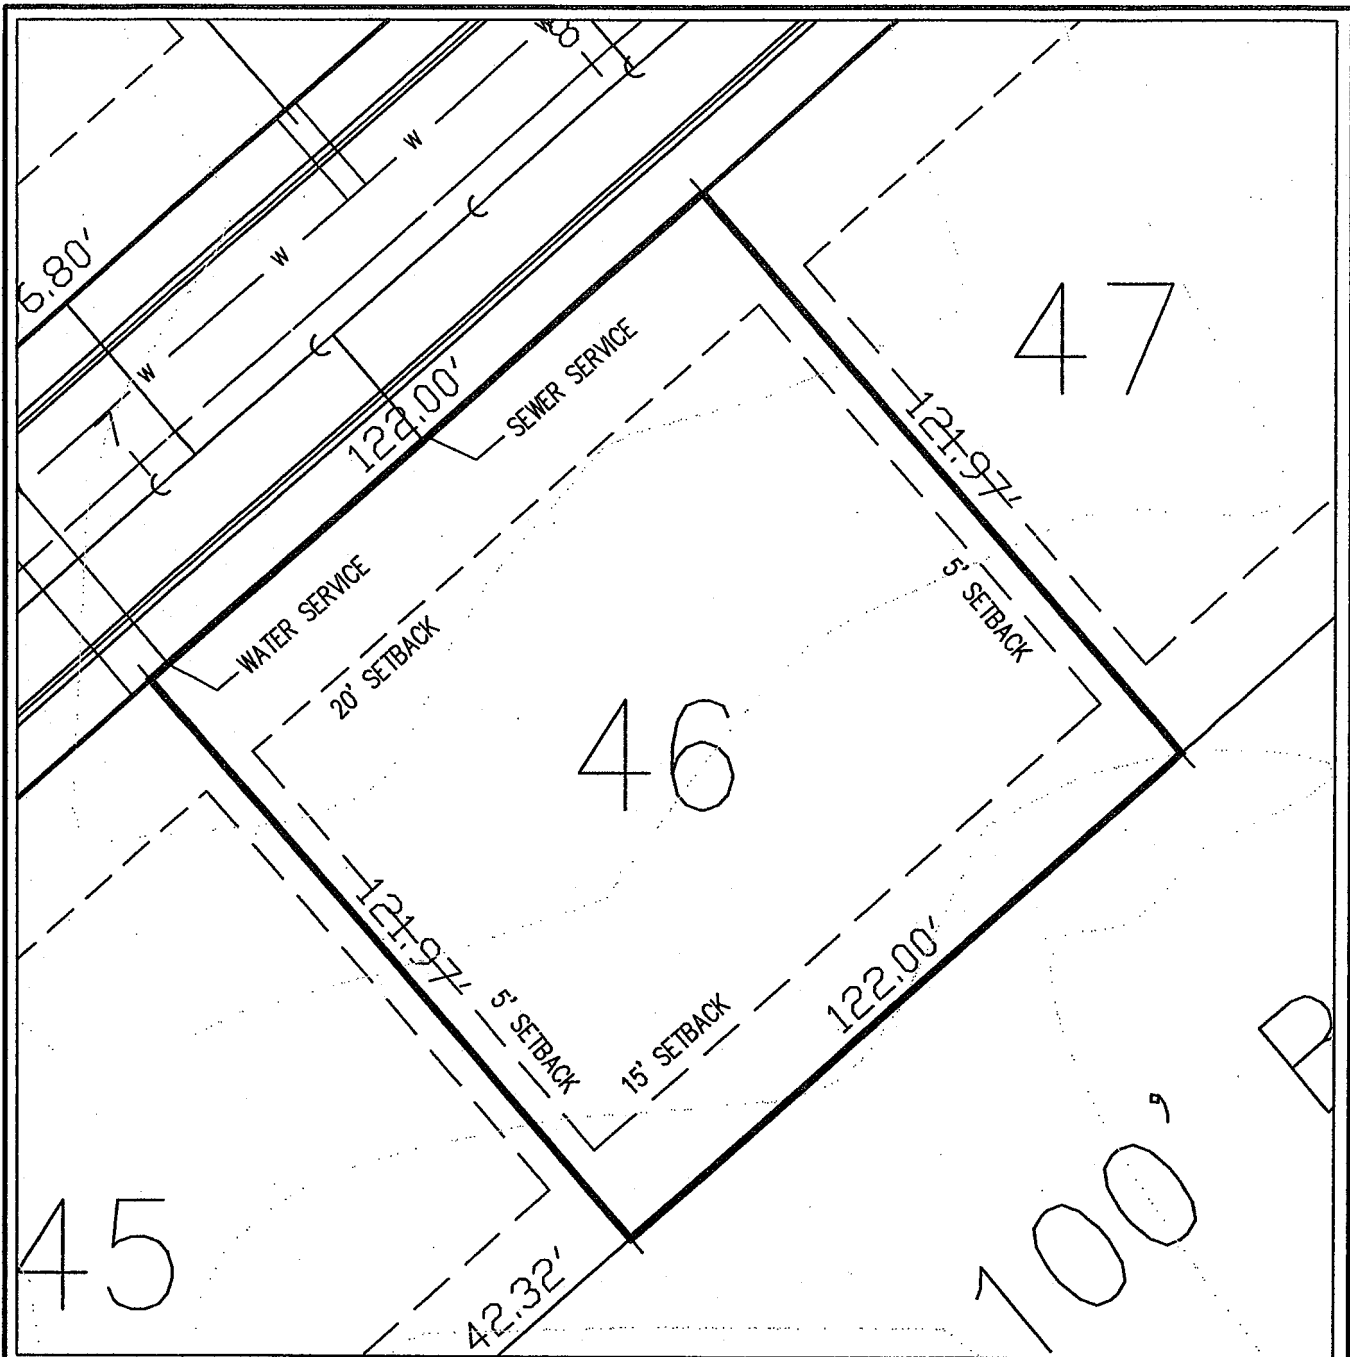 W
W
6.80'
W
W
7
47
122.00'
SEWER SERVICE
121.97'
WATER SERVICE
20' SETBACK
5' SETBACK
46
121.97'
5' SETBACK
15' SETBACK
122.00'
45
42.32'
100'